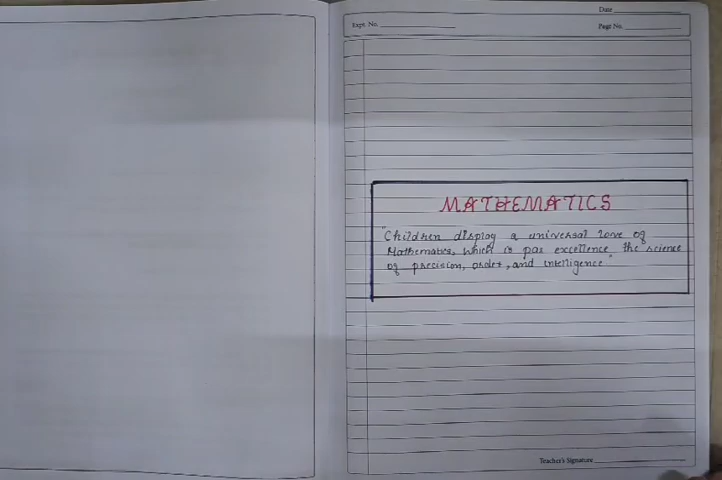 Date
Expt. No.
Page No.
MATHEMATICS
"Children display a universal love of
Mathematics, which is par excellence the science
of precision, order, and intelligence"
Teacher's Signature